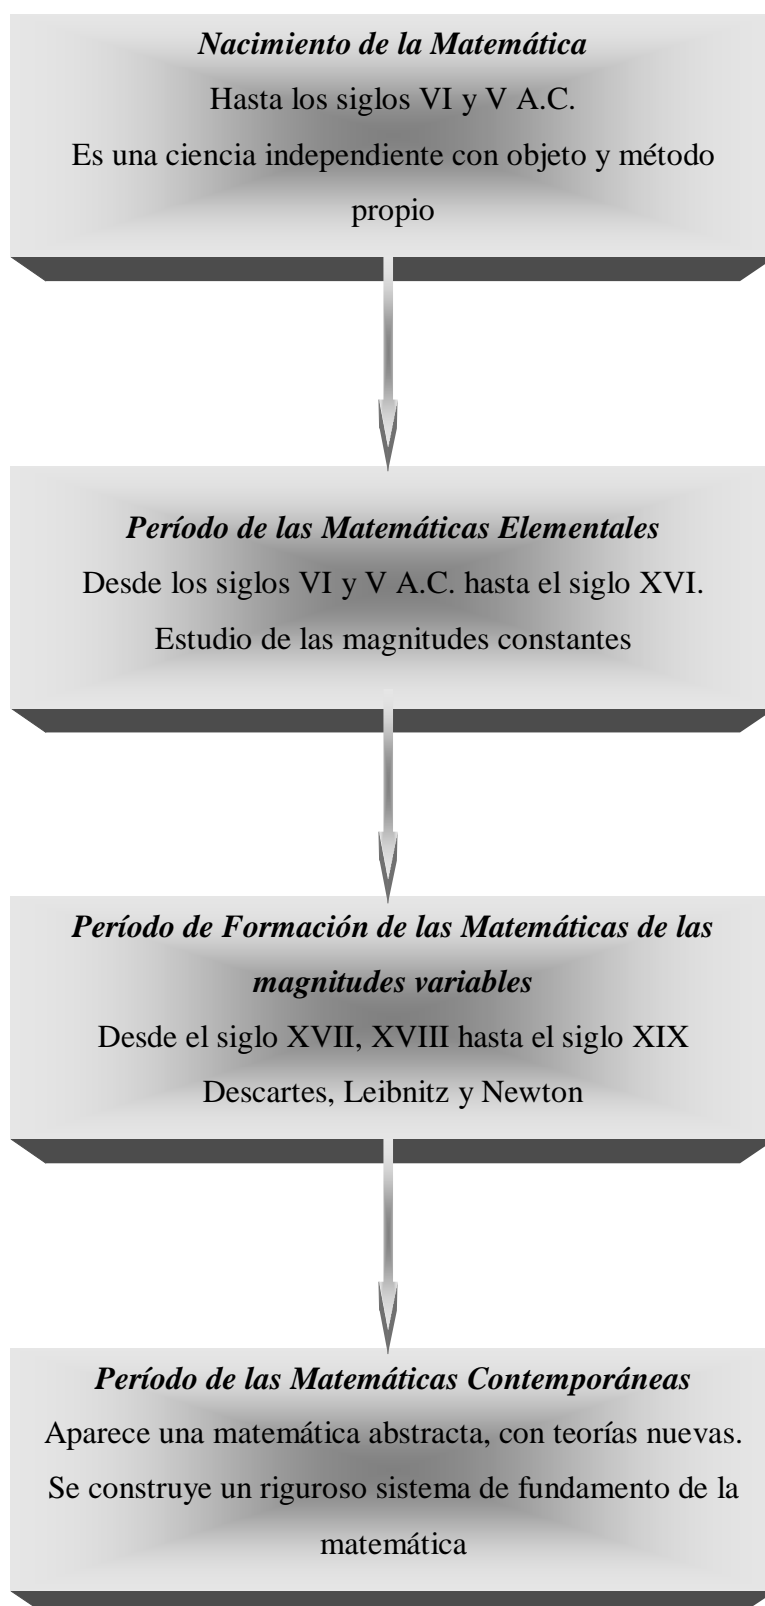 Nacimiento de la Matemática
Hasta los siglos VI y V A.C.
Es una ciencia independiente con objeto y método
propio
Período de las Matemáticas Elementales
Desde los siglos VI y V A.C. hasta el siglo XVI.
Estudio de las magnitudes constantes
Período de Formación de las Matemáticas de las
magnitudes variables
Desde el siglo XVII, XVIII hasta el siglo XIX
Descartes, Leibnitz y Newton
Período de las Matemáticas Contemporáneas
Aparece una matemática abstracta, con teorías nuevas.
Se construye un riguroso sistema de fundamento de la
matemática